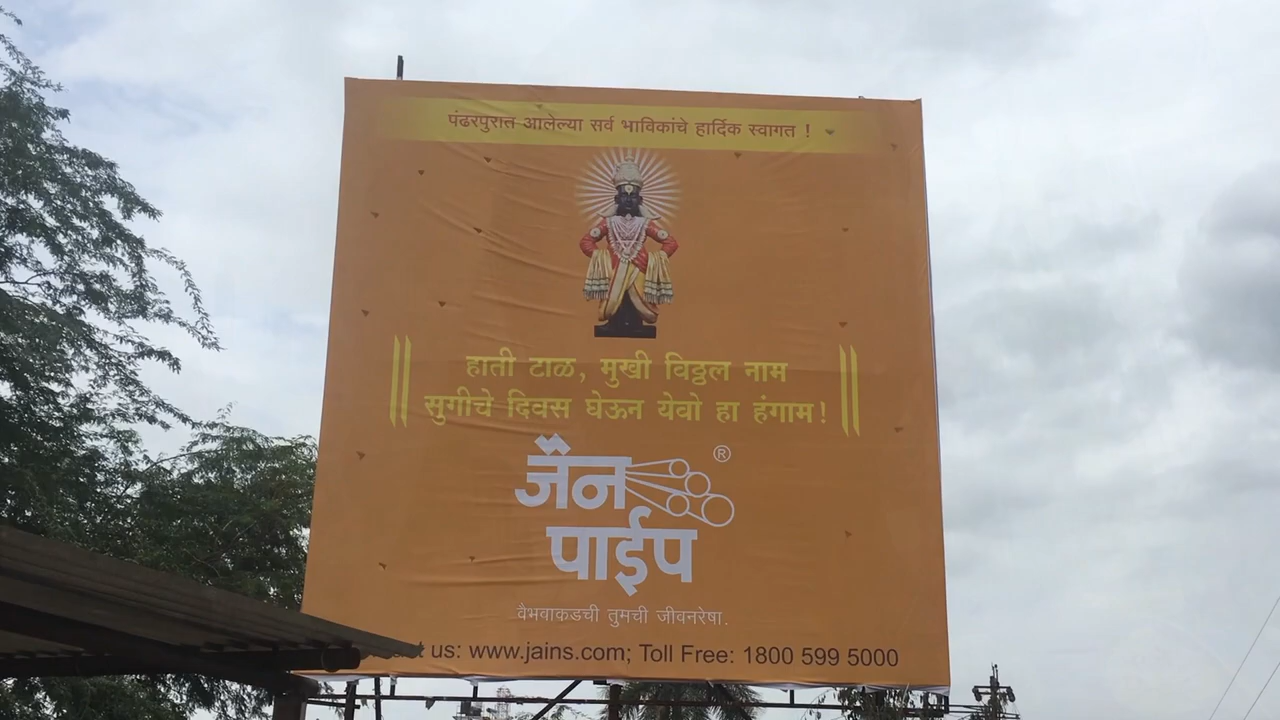 पंढरपुरात आलेल्या सर्व भाविकांचे हार्दिक स्वागत !
हाती टाळ, मुखी विठ्ठल नाम
सुगीचे दिवस घेऊन येवो हा हंगाम!
जैन ®
पाईप
वैभवाकडची तुमची जीवनरेषा.
us: www.jains.com; Toll Free: 1800 599 5000